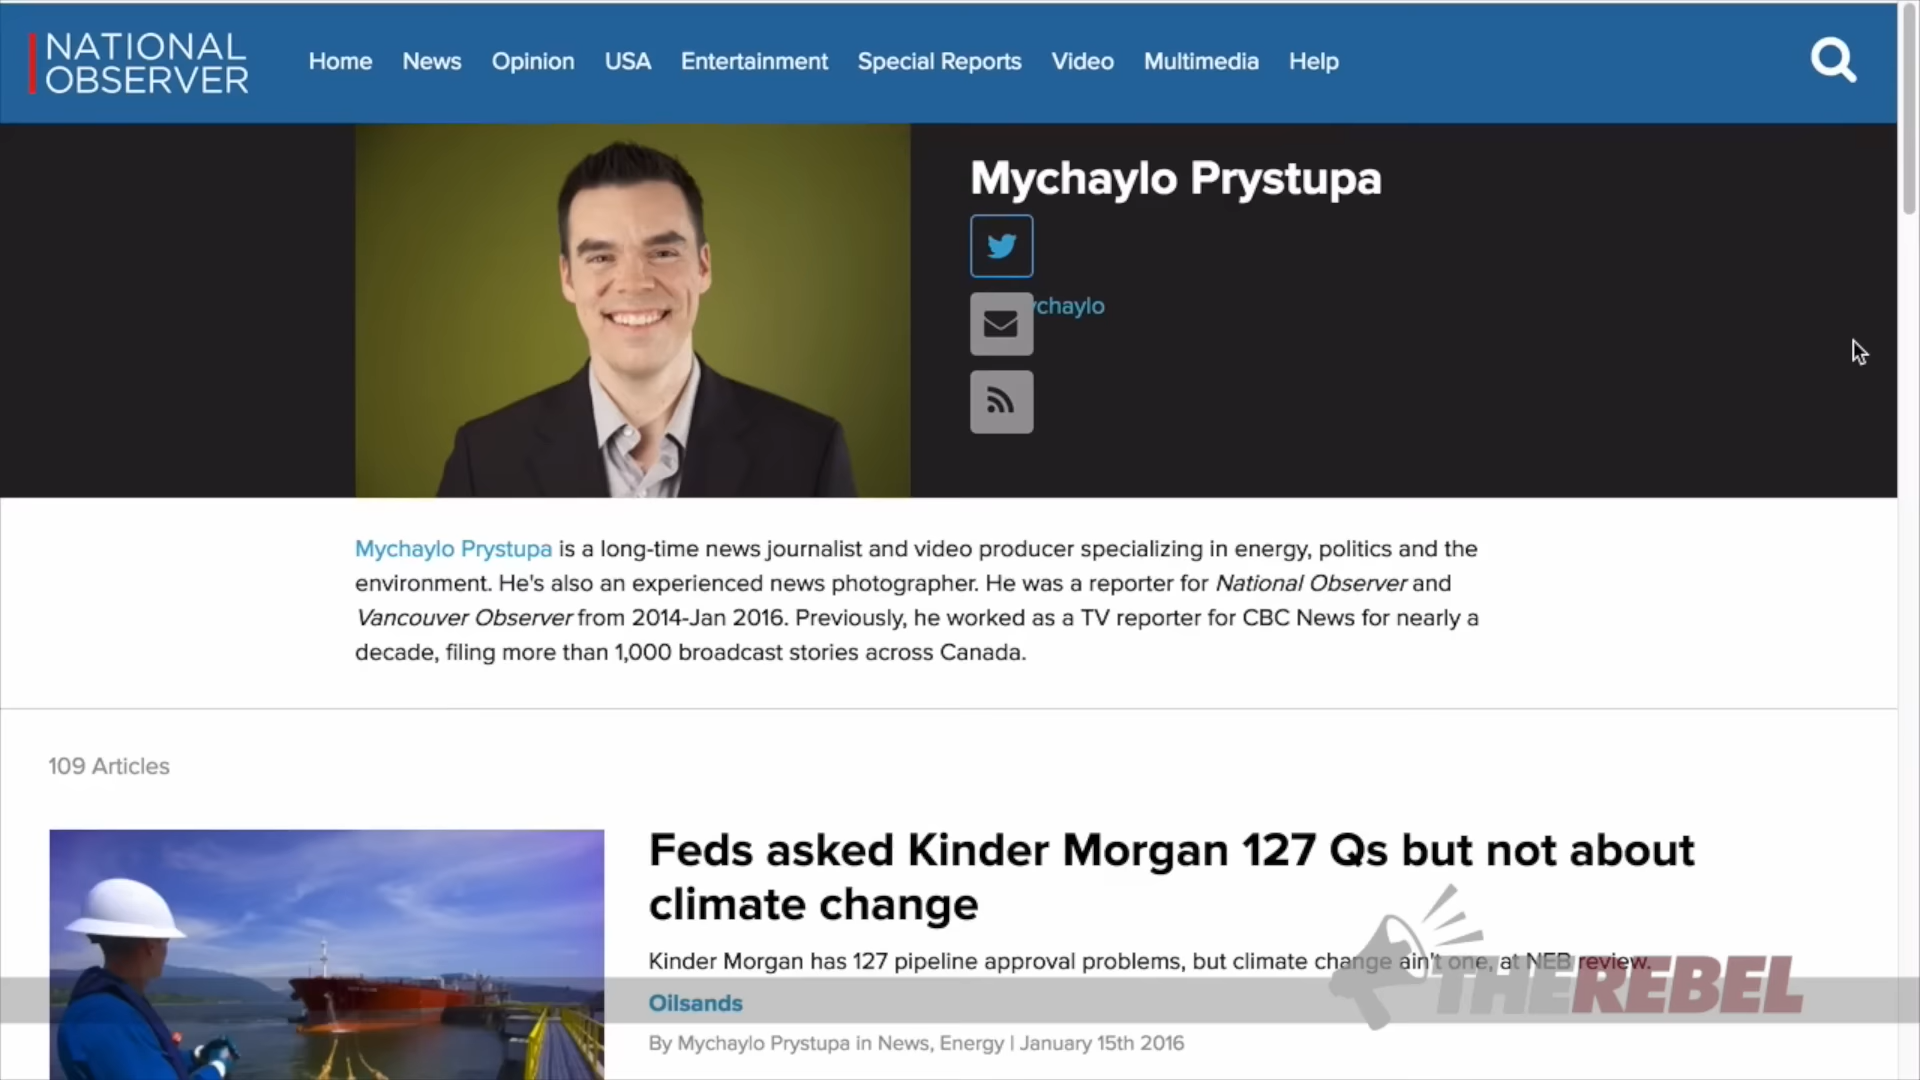 NATIONAL
OBSERVER
Home News Opinion USA Entertainment Special Reports Video Multimedia Help
Mychaylo Prystupa
ychaylo
Mychaylo Prystupa is a long-time news journalist and video producer specializing in energy, politics and the
environment. He's also an experienced news photographer. He was a reporter for National Observer and
Vancouver Observer from 2014-Jan 2016. Previously, he worked as a TV reporter for CBC News for nearly a
decade, filing more than 1,000 broadcast stories across Canada.
109 Articles
Feds asked Kinder Morgan 127 Qs but not about
climate change
Kinder Morgan has 127 pipeline approval problems, but climate change ain't one, at NEB review.
Oilsands
THEREBEL
By Mychaylo Prystupa in News, Energy | January 15th 2016